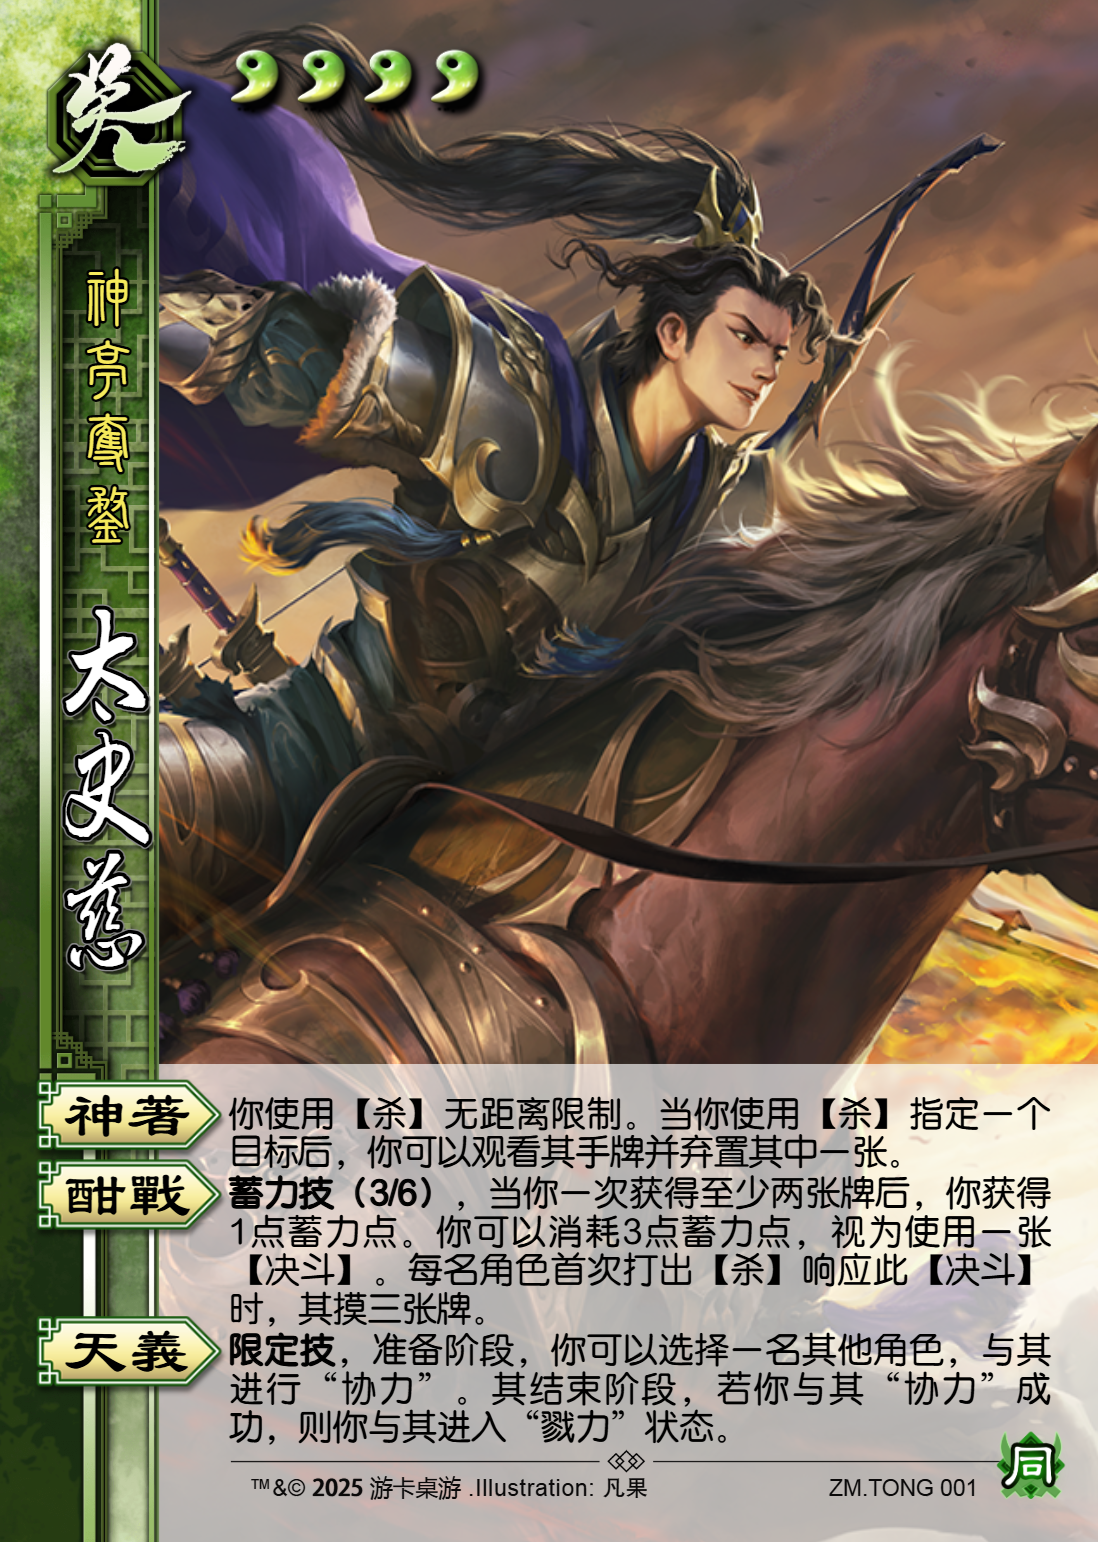 吴
神亭奪鍪
太史慈
神著
你使用【杀】无距离限制。当你使用【杀】指定一个
目标后，你可以观看其手牌并弃置其中一张。
酣戰
蓄力技（3/6），当你一次获得至少两张牌后，你获得
1点蓄力点。你可以消耗3点蓄力点，视为使用一张
【决斗】。每名角色首次打出【杀】响应此【决斗】
时，其摸三张牌。
天義
限定技，准备阶段，你可以选择一名其他角色，与其
进行“协力”。其结束阶段，若你与其“协力”成
功，则你与其进入“戮力”状态。
™&© 2025 游卡桌游 .Illustration: 凡果
ZM.TONG 001
同